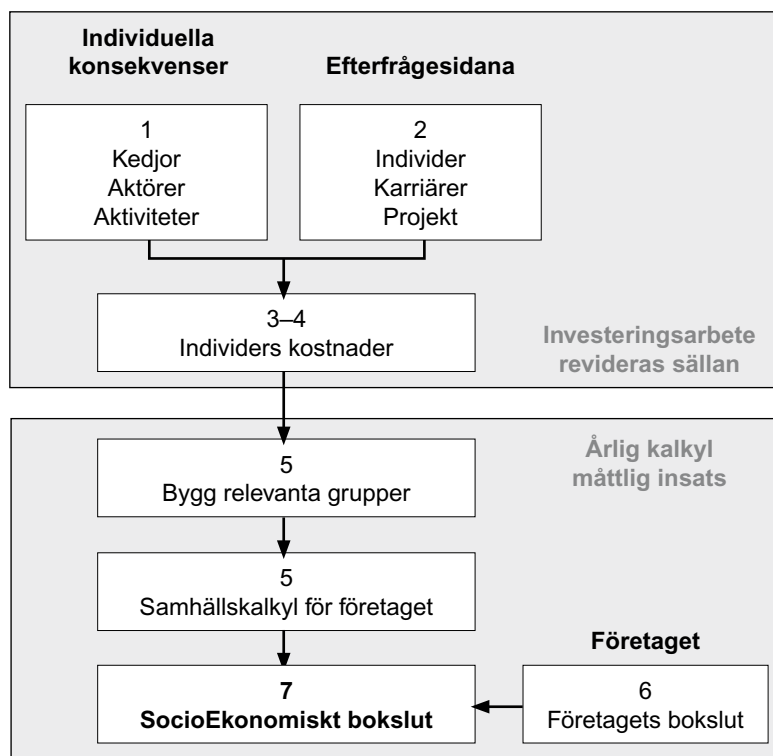 Individuella
konsekvenser
Efterfrågesidana
1
Kedjor
Aktörer
Aktiviteter
2
Individer
Karriärer
Projekt
3–4
Individers kostnader
Investeringsarbete
revideras sällan
Årlig kalkyl
måttlig insats
5
Bygg relevanta grupper
5
Samhällskalkyl för företaget
Företaget
7
SocioEkonomiskt bokslut
6
Företagets bokslut